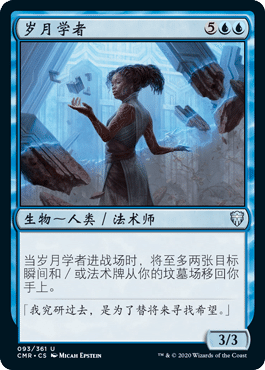 岁月学者 5
生物～人类／法术师
当岁月学者进战场时，将至多两张目标
瞬间和／或法术牌从你的坟墓场移回你
手上。
「我究研过去，是为了替将来寻找希望。」
3/3
093/361 U
CMR • CS MICAH EPSTEIN
™ & © 2020 Wizards of the Coast